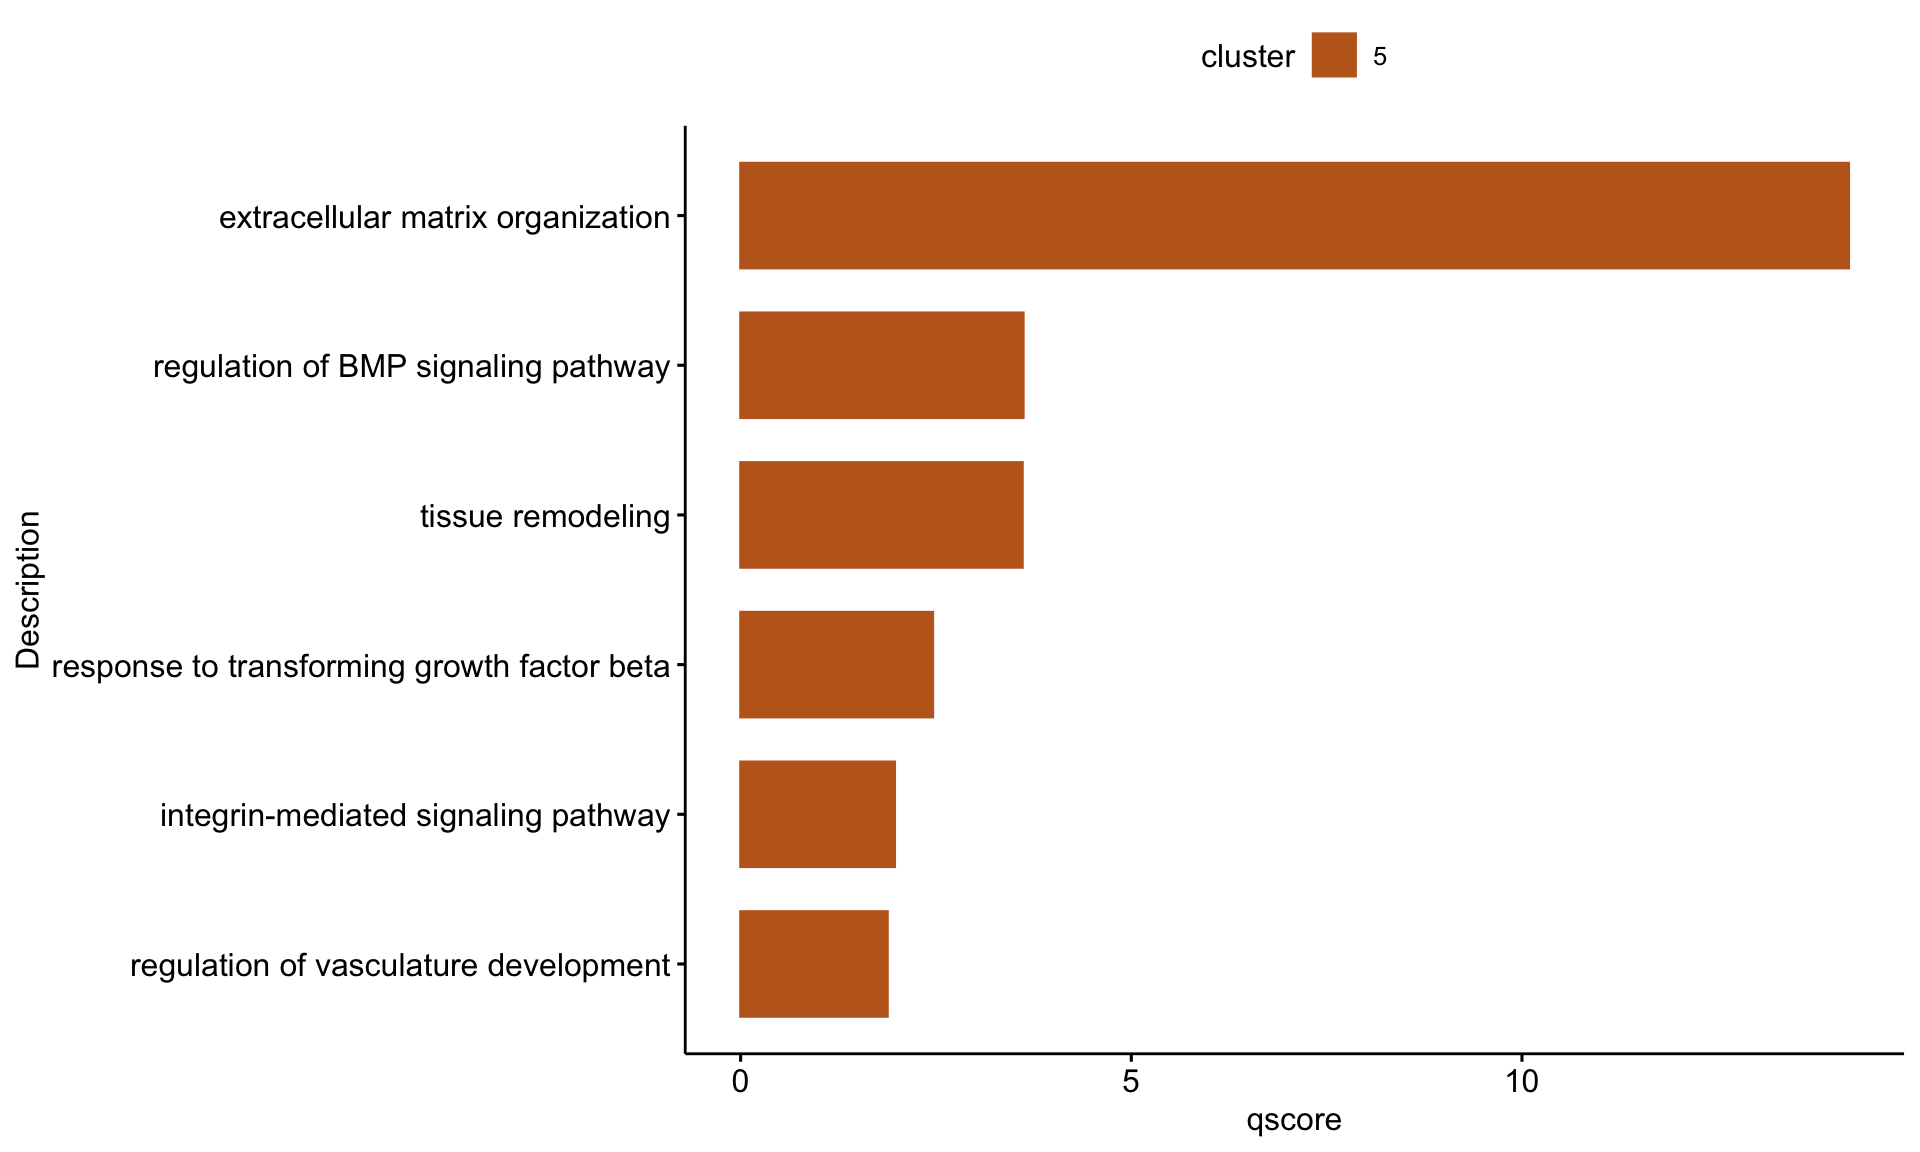 cluster 5
extracellular matrix organization
regulation of BMP signaling pathway
tissue remodeling
response to transforming growth factor beta
integrin-mediated signaling pathway
regulation of vasculature development
Description
0 5 10
qscore